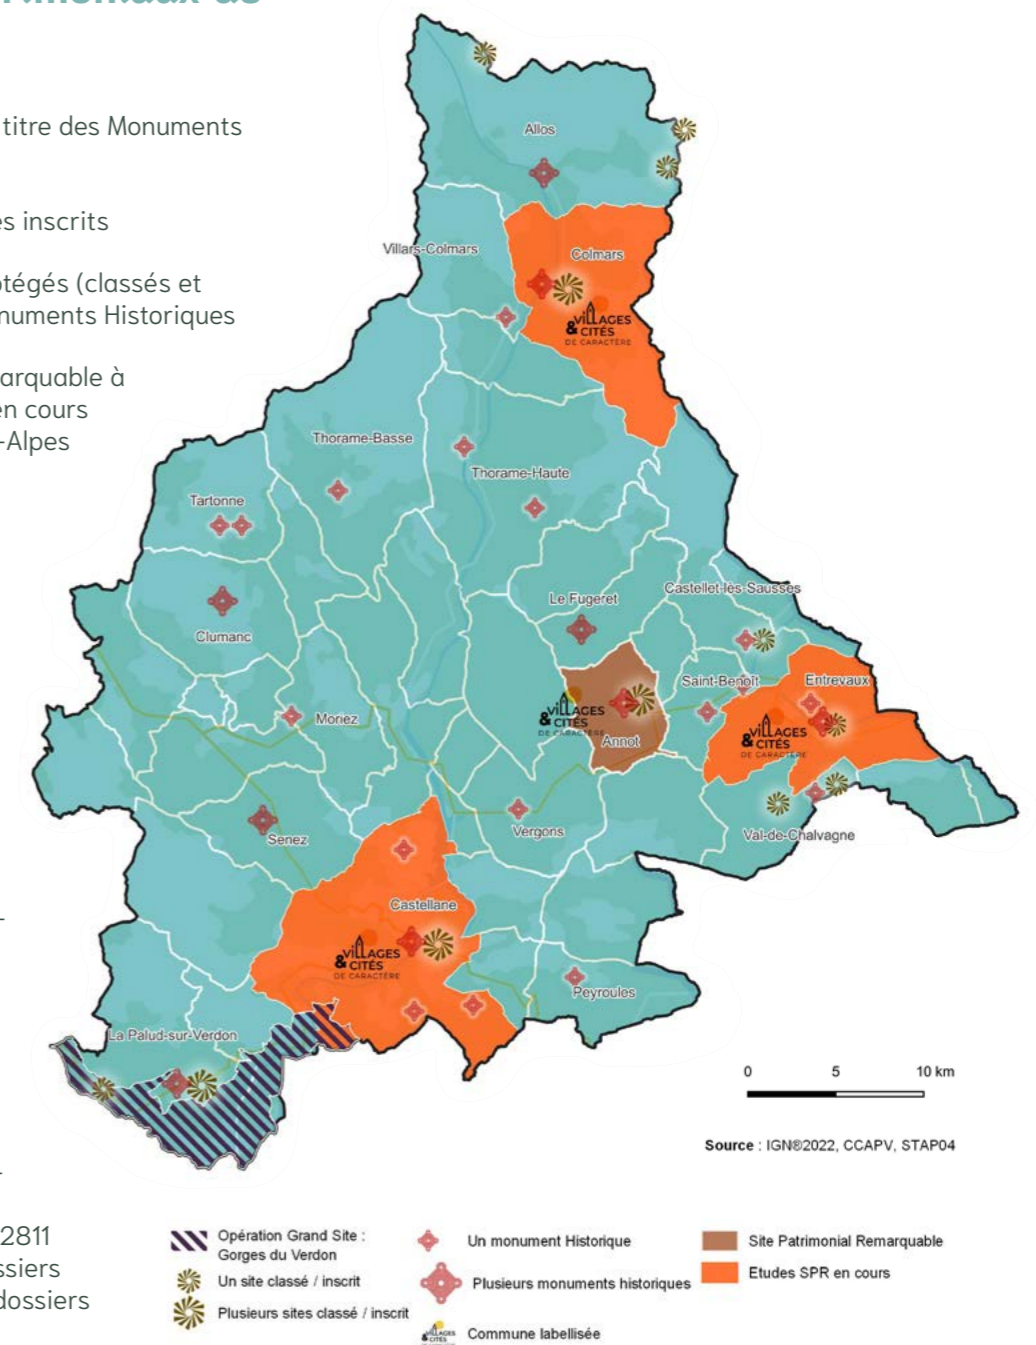 titre des Monuments
es inscrits
otégés (classés et
numents Historiques
arquable à
en cours
-Alpes
2811
ssiers
dossiers
Allos
Villars-Colmars
Colmars
VILLAGES
& CITÉS
DE CARACTÈRE
Thorame-Basse
Thorame-Haute
Tartonne
Clumanc
Le Fugeret
Castellet-lès-Sausses
Saint-Benoît
Entrevaux
VILLAGES
& CITÉS
DE CARACTÈRE
Annot
VILLAGES
& CITÉS
DE CARACTÈRE
Moriez
Senez
Vergons
Val-de-Chalvagne
Castellane
VILLAGES
& CITÉS
DE CARACTÈRE
Peyroules
La Palud-sur-Verdon
0 5 10 km
Source : IGN®2022, CCAPV, STAP04
Opération Grand Site :
Gorges du Verdon
Un site classé / inscrit
Plusieurs sites classé / inscrit
Un monument Historique
Plusieurs monuments historiques
VILLAGES
& CITÉS
Commune labellisée
Site Patrimonial Remarquable
Etudes SPR en cours